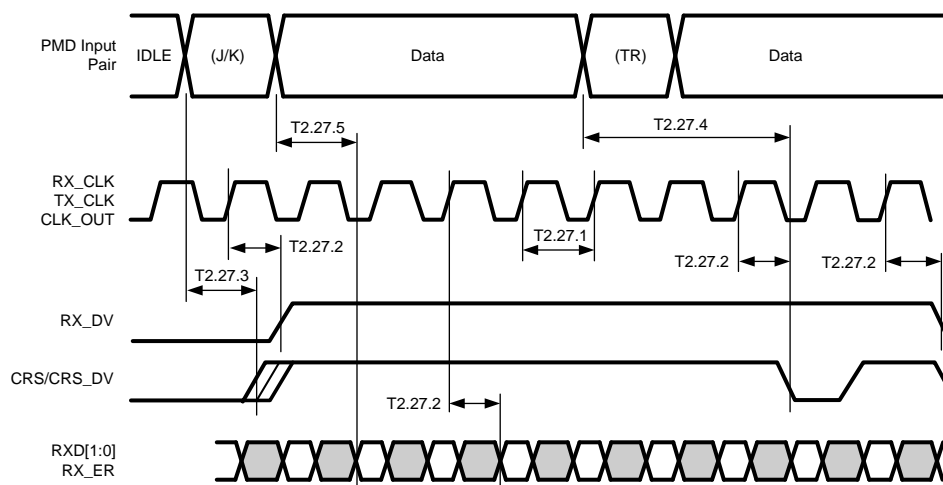 PMD Input
Pair
IDLE
(J/K)
Data
(TR)
Data
T2.27.5
T2.27.4
RX_CLK
TX_CLK
CLK_OUT
T2.27.2
T2.27.1
T2.27.2
T2.27.2
T2.27.3
RX_DV
CRS/CRS_DV
T2.27.2
RXD[1:0]
RX_ER